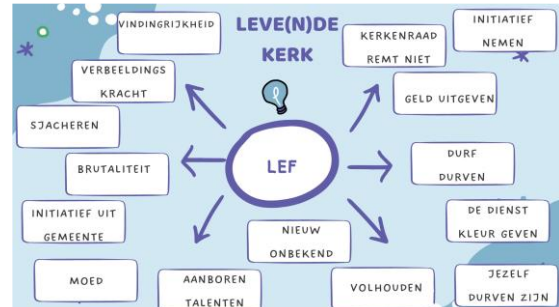 LEVE(N)DE
KERK
VINDINGRIJKHEID
KERKENRAAD
REMT NIET
INITIATIEF
NEMEN
VERBEELDINGS
KRACHT
GELD UITGEVEN
SJACHEREN
BRUTALITEIT
LEF
DURF
DURVEN
INITIATIEF UIT
GEMEENTE
NIEUW
ONBEKEND
DE DIENST
KLEUR GEVEN
MOED
AANBOREN
TALENTEN
VOLHOUDEN
JEZELF
DURVEN ZIJN